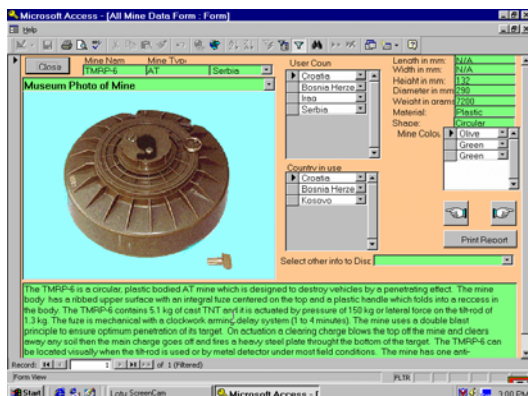 Microsoft Access - [All Mine Data Form : Form]
Help
Close
Mine Nam
Mine Typ
TMRP-6
AT
Serbia
Museum Photo of Mine
User Coun
Croatia
Bosnia Herze
Iraq
Serbia
Country in use
Croatia
Bosnia Herze
Kosovo
Length in mm: N/A
Width in mm: N/A
Height in mm: 132
Diameter in mm 290
Weight in grams 7200
Material: Plastic
Shape: Circular
Mine Colou
Olive
Green
Green
Print Report
Select other info to Disp
The TMRP-6 is a circular, plastic bodied AT mine which is designed to destroy vehicles by a penetrating effect. The mine
body has a ribbed upper surface with an integral fuze centered on the top and a plastic handle which folds into a reccess in
the body. The TMRP-6 contains 5.1 kg of cast TNT and it is actuated by pressure of 150 kg or lateral force on the tilt-rod of
1.3 kg. The fuze is mechanical with a clockwork arming delay system (1 to 4 minutes). The mine uses a double blast
principle to ensure optimum penetration of its target. On actuation a clearing charge blows the top off the mine and clears
away any soil then the main charge goes off and fires a heavy steel plate throught the bottom of the target. The TMRP-6 can
be located visually when the tilt-rod is used or by metal detector under most field conditions. The mine has one anti-
Record: 1 of 1 (Filtered)
Form View
FLTR
Start
Lotu ScreenCam
Microsoft Access - [
3:00 PM